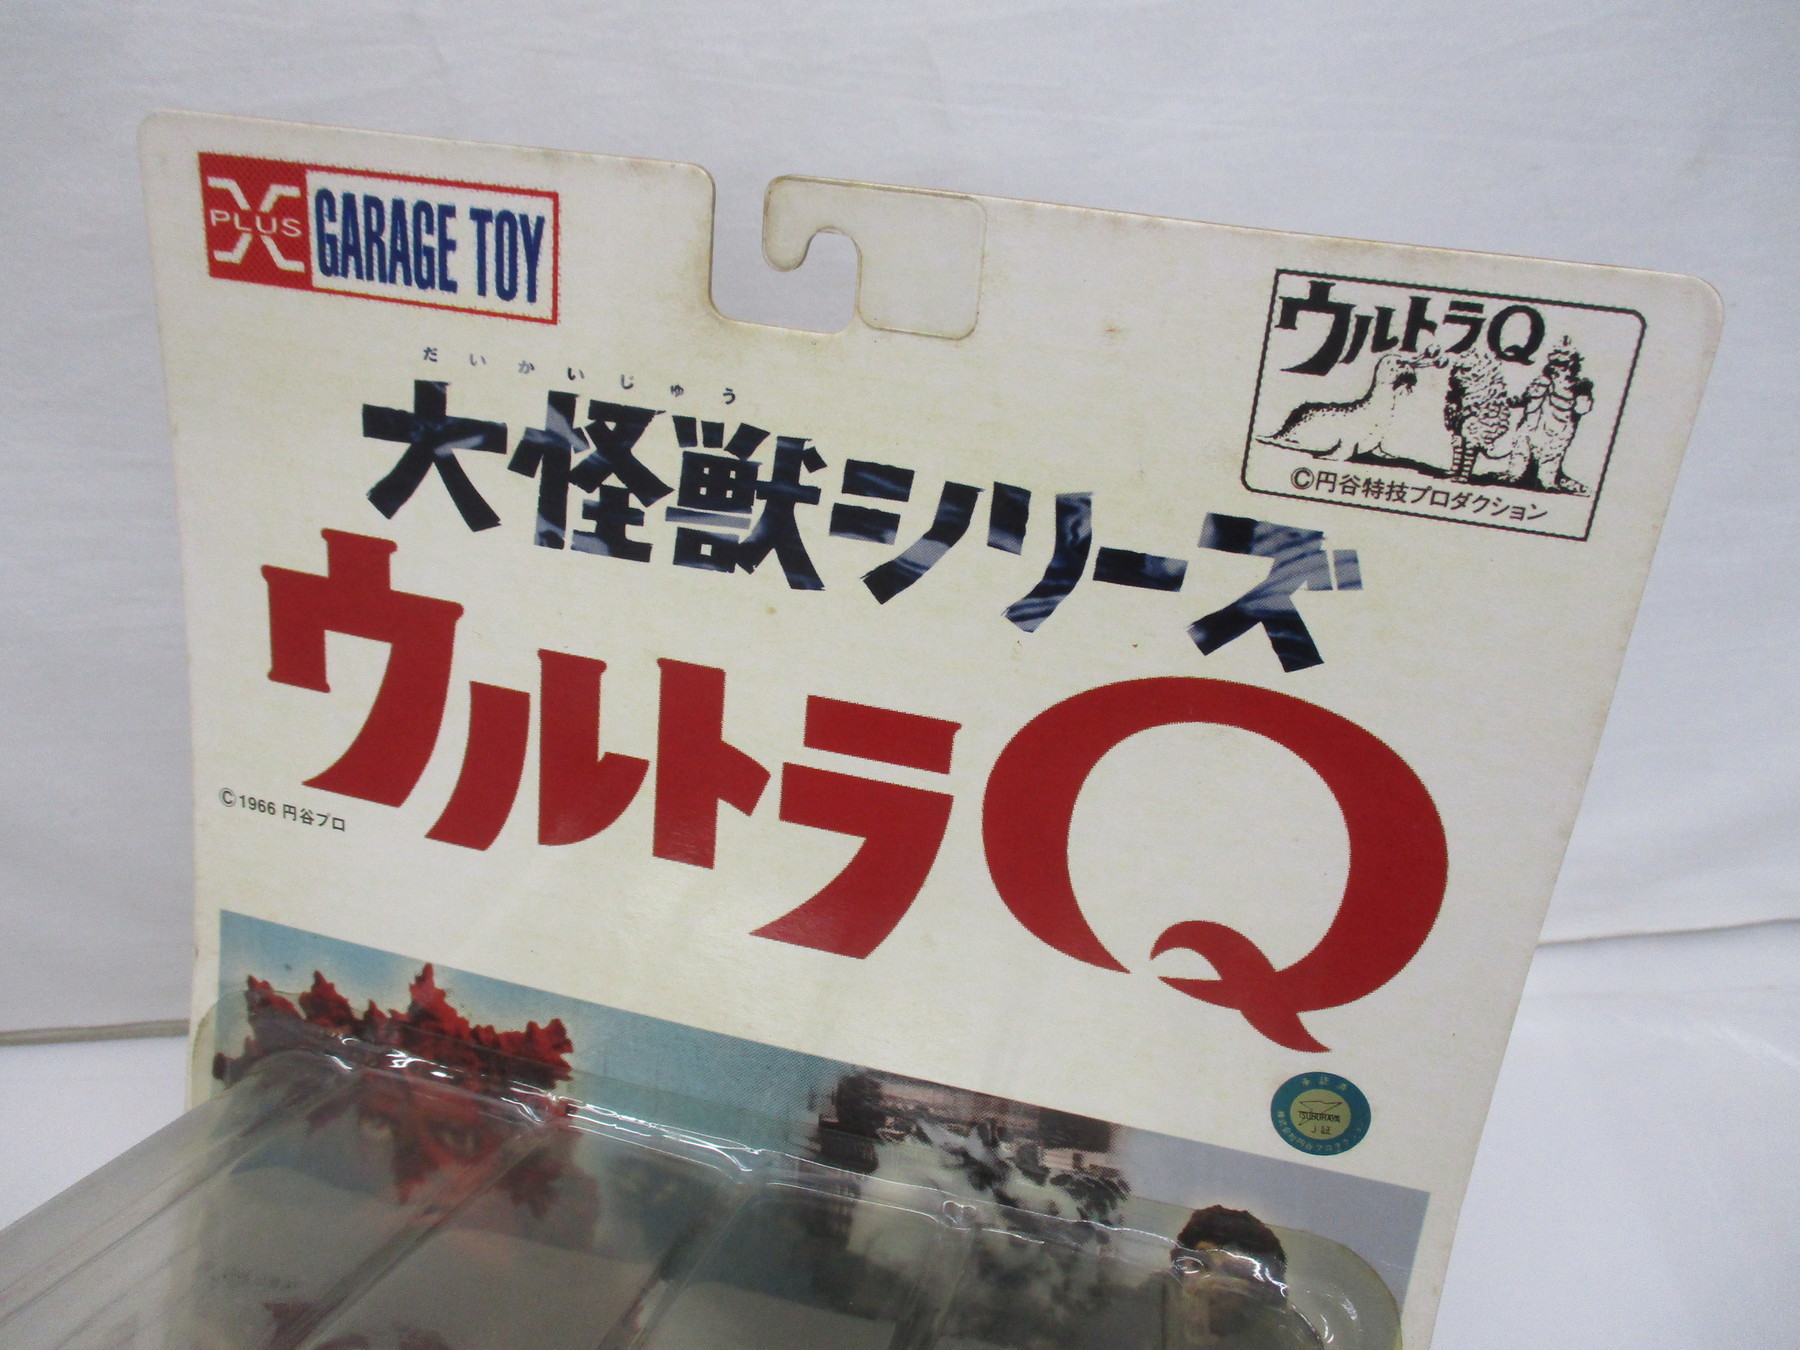 X PLUS GARAGE TOY
ウルトラQ
©円谷特技プロダクション
だいかいじゅう
大怪獣シリーズ
ウルトラQ
©1966 円谷プロ
TSUBURAYA